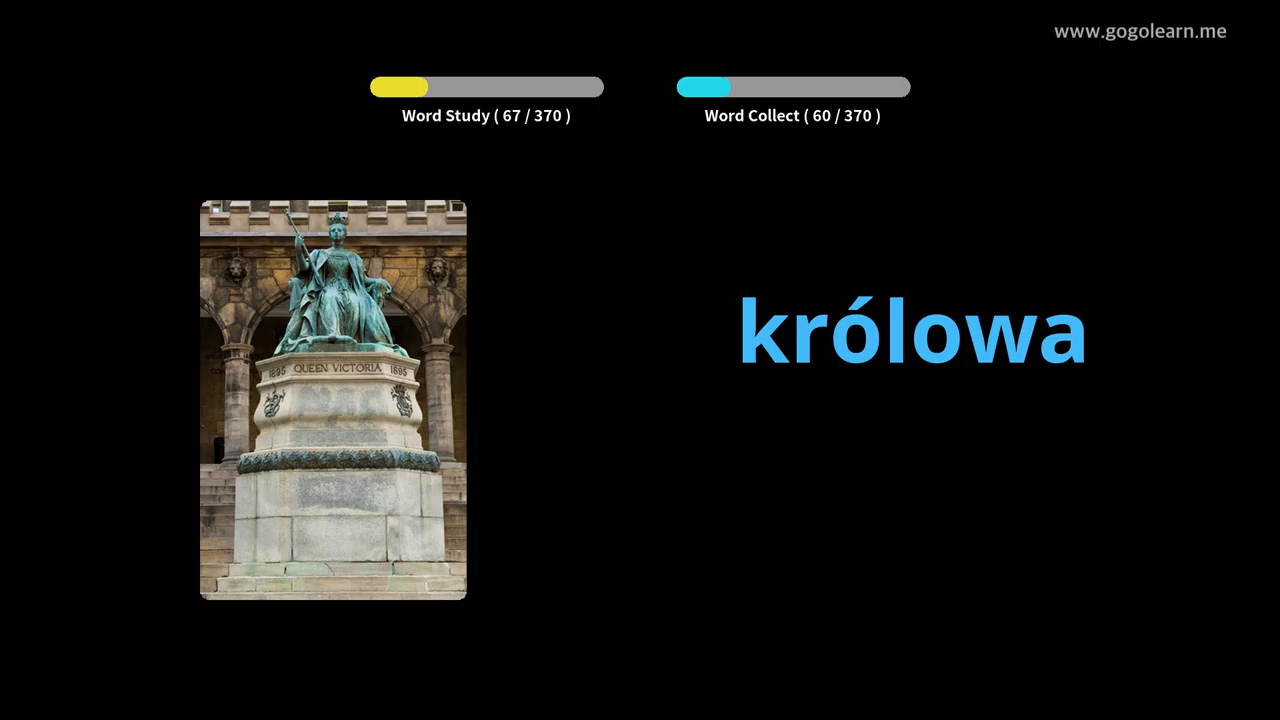 www.gogolearn.me
Word Study ( 67 / 370 )
Word Collect ( 60 / 370 )
królowa
1895 QUEEN VICTORIA 1895